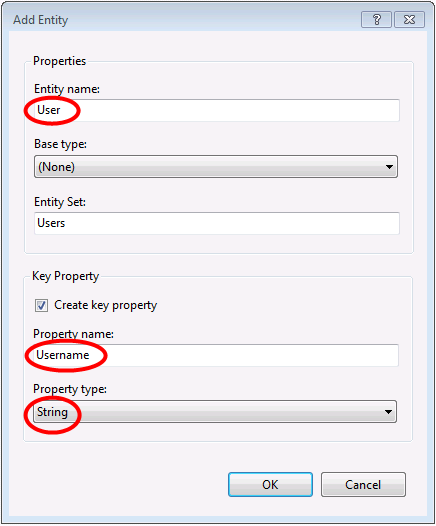 Add Entity
Properties
Entity name:
User
Base type:
(None)
Entity Set:
Users
Key Property
Create key property
Property name:
Username
Property type:
String
OK Cancel